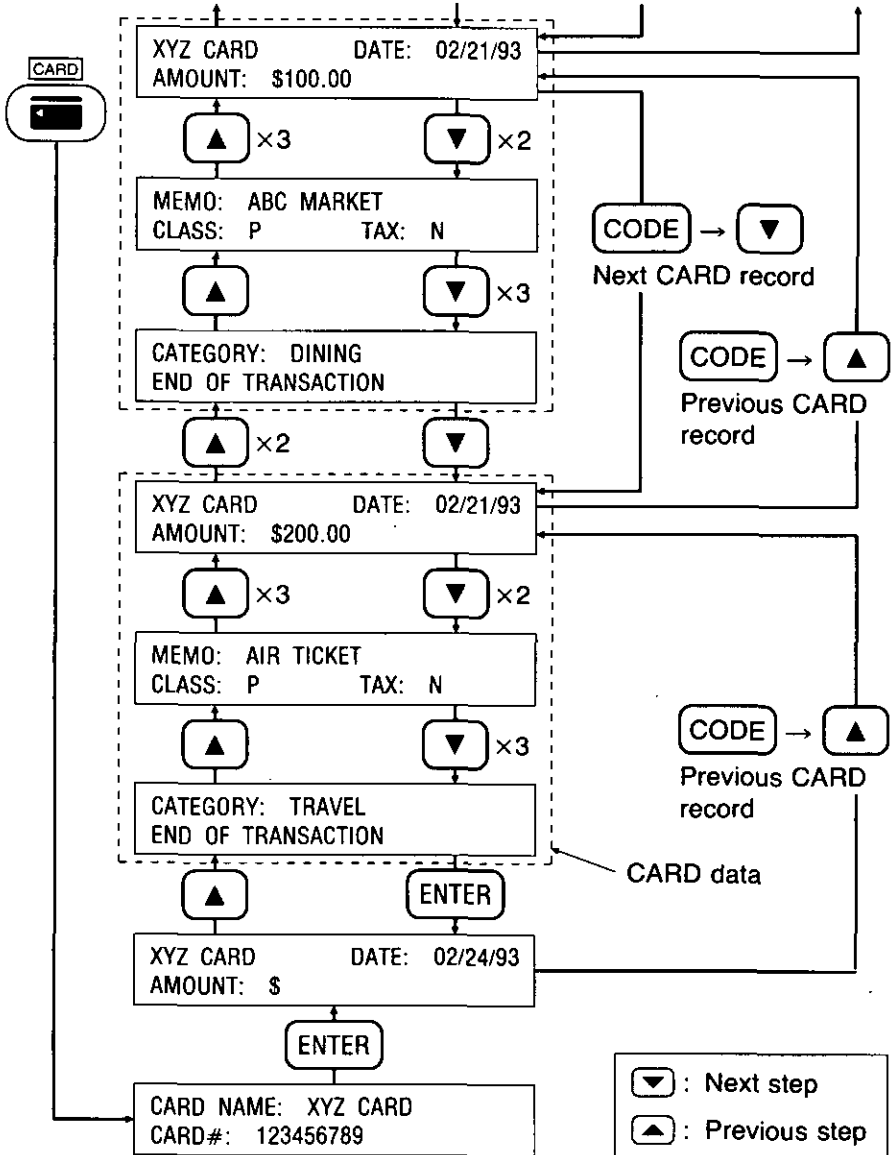 XYZ CARD DATE: 02/21/93
AMOUNT: $100.00
CARD
▲ ×3 ▼ ×2
MEMO: ABC MARKET
CLASS: P TAX: N
CODE → ▼
Next CARD record
▲ ▼ ×3
CATEGORY: DINING
END OF TRANSACTION
CODE → ▲
Previous CARD
record
▲ ×2 ▼
XYZ CARD DATE: 02/21/93
AMOUNT: $200.00
▲ ×3 ▼ ×2
MEMO: AIR TICKET
CLASS: P TAX: N
▲ ▼ ×3
CODE → ▲
Previous CARD
record
CATEGORY: TRAVEL
END OF TRANSACTION
CARD data
▲ ENTER
XYZ CARD DATE: 02/24/93
AMOUNT: $
ENTER
CARD NAME: XYZ CARD
CARD#: 123456789
▼ : Next step
▲ : Previous step